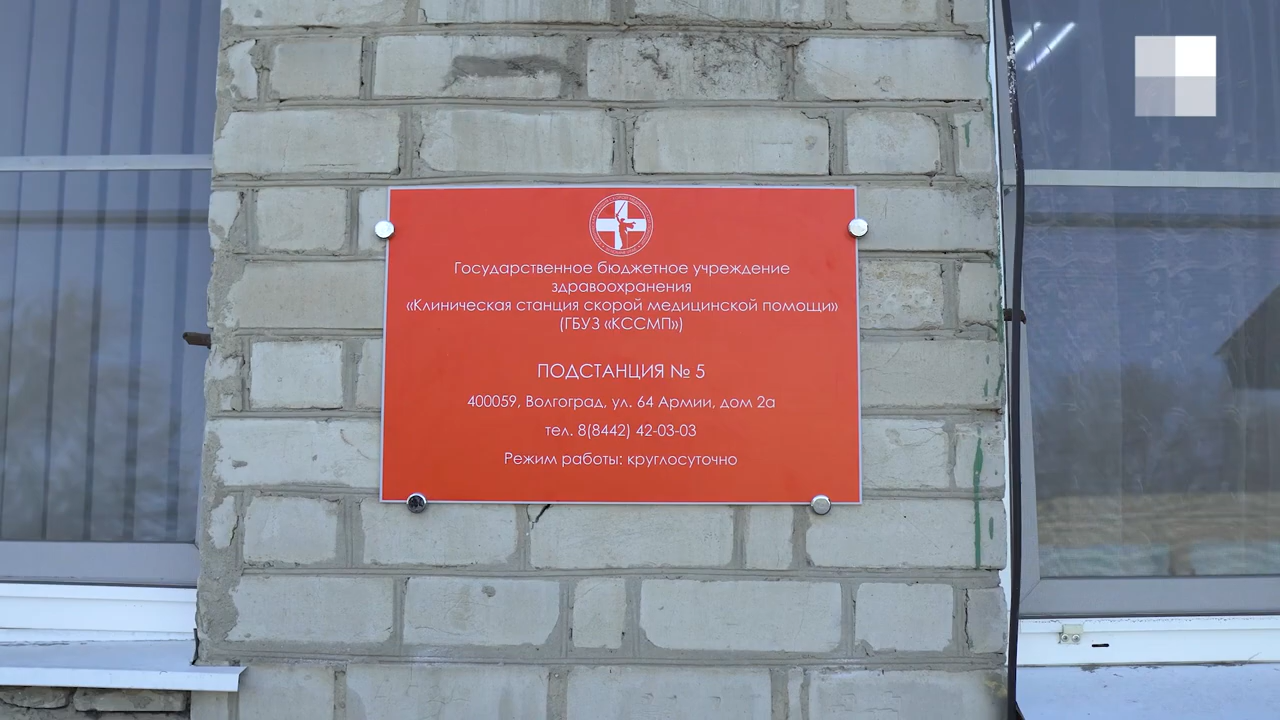 Государственное бюджетное учреждение
здравоохранения
«Клиническая станция скорой медицинской помощи»
(ГБУЗ «КССМП»)
ПОДСТАНЦИЯ № 5
400059, Волгоград, ул. 64 Армии, дом 2а
тел. 8(8442) 42-03-03
Режим работы: круглосуточно